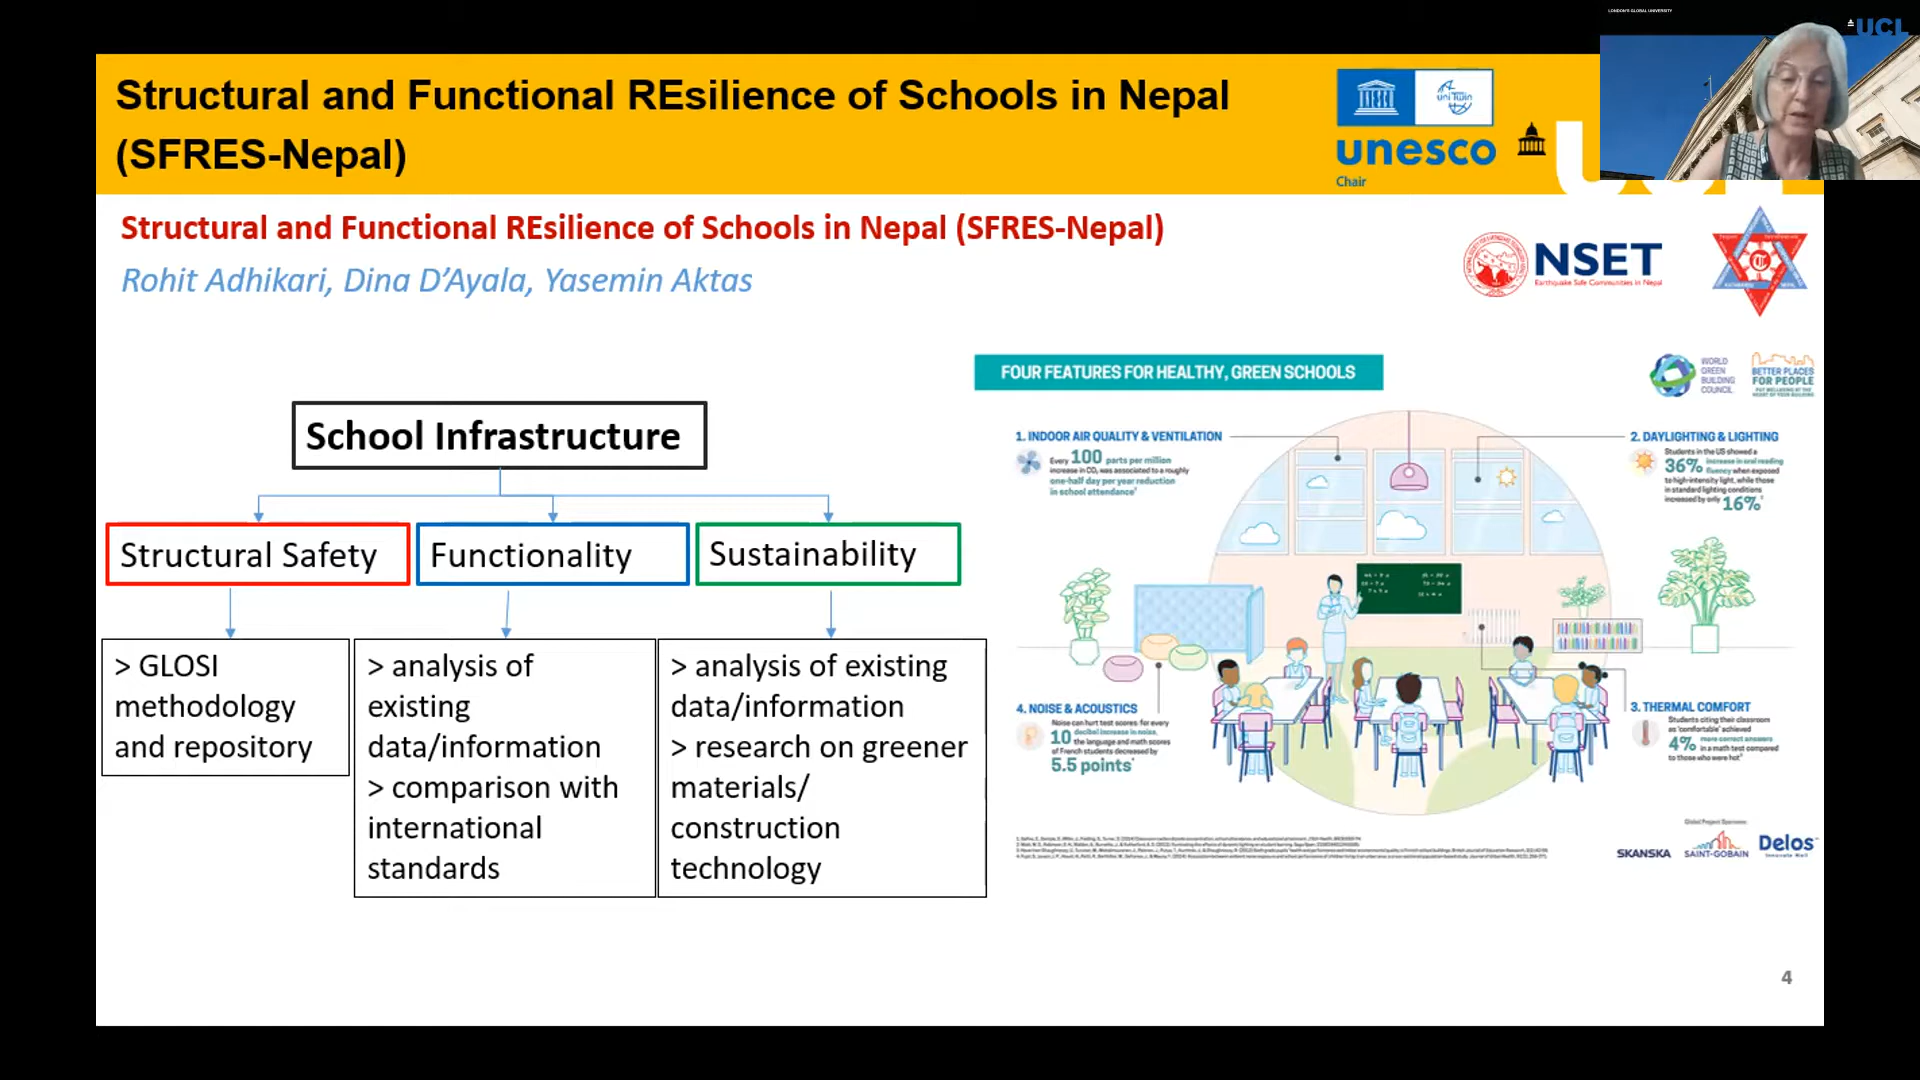 LONDON'S GLOBAL UNIVERSITY
UCL
Structural and Functional REsilience of Schools in Nepal
(SFRES-Nepal)
uni Twin
unesco
Chair
Structural and Functional REsilience of Schools in Nepal (SFRES-Nepal)
Rohit Adhikari, Dina D'Ayala, Yasemin Aktas
NSET
Earthquake Safe Communities in Nepal
School Infrastructure
Structural Safety
Functionality
Sustainability
> GLOSI
methodology
and repository
> analysis of
existing
data/information
> comparison with
international
standards
> analysis of existing
data/information
> research on greener
materials/
construction
technology
FOUR FEATURES FOR HEALTHY, GREEN SCHOOLS
WORLD
GREEN
BUILDING
COUNCIL
BETTER PLACES
FOR PEOPLE
1. INDOOR AIR QUALITY & VENTILATION
Every 100 parts per million
increase in CO₂ was associated to a roughly
one-half day per year reduction
in school attendance¹
2. DAYLIGHTING & LIGHTING
Students in the US showed a
36% increase in oral reading
fluency when exposed
to high-intensity light, while those
in standard lighting conditions
increased by only 16%
4. NOISE & ACOUSTICS
Noise can hurt test scores: for every
10 decibel increase in noise,
the language and math scores
of French students decreased by
5.5 points
3. THERMAL COMFORT
Students citing their classroom
as 'comfortable' achieved
4% more correct answers
in a math test compared
to those who were hot
Global Project Sponsors:
SKANSKA
SAINT-GOBAIN
Delos
4